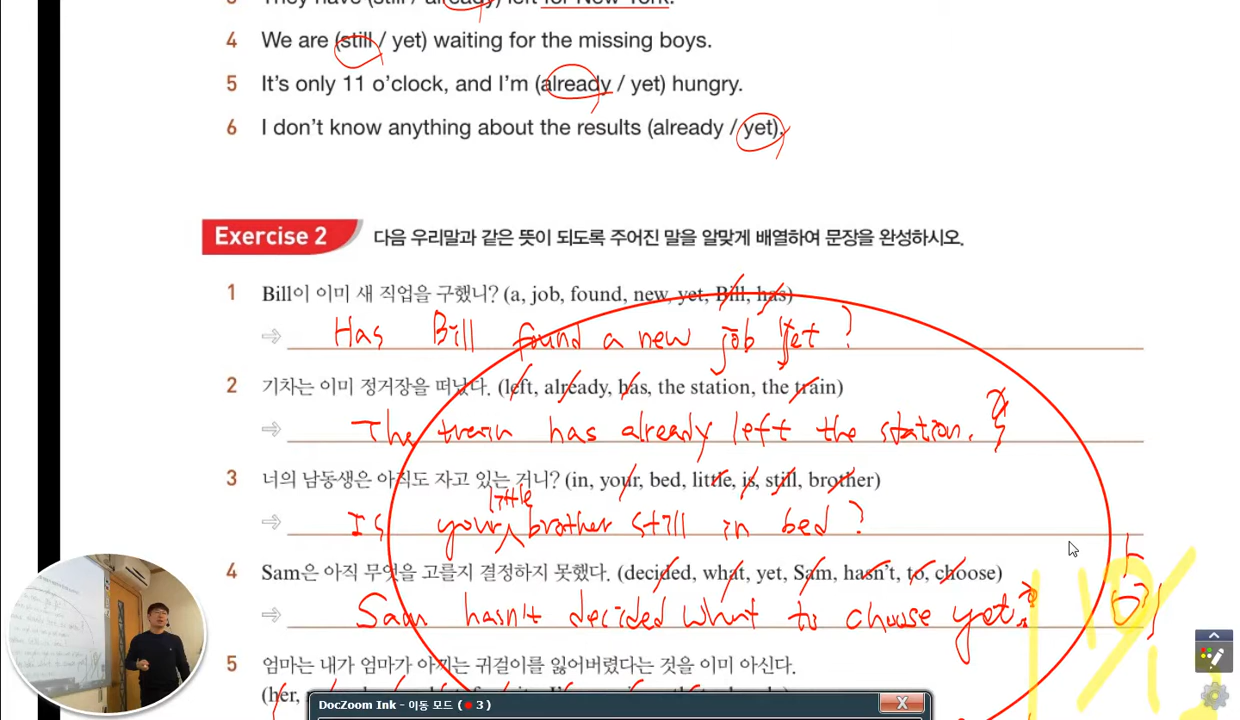 They have (still / already) left for New York.
4 We are (still / yet) waiting for the missing boys.
5 It's only 11 o'clock, and I'm (already / yet) hungry.
6 I don't know anything about the results (already / yet).
Exercise 2 다음 우리말과 같은 뜻이 되도록 주어진 말을 알맞게 배열하여 문장을 완성하시오.
1 Bill이 이미 새 직업을 구했니? (a, job, found, new, yet, Bill, has)
⇨ Has Bill found a new job yet?
2 기차는 이미 정거장을 떠났다. (left, already, has, the station, the train)
⇨ The train has already left the station.
3 너의 남동생은 아직도 자고 있는 거니? (in, your, bed, little, is, still, brother)
little
⇨ Is your brother still in bed?
4 Sam은 아직 무엇을 고를지 결정하지 못했다. (decided, what, yet, Sam, hasn't, to, choose)
⇨ Sam hasn't decided what to choose yet.
5 엄마는 내가 엄마가 아끼는 귀걸이를 잃어버렸다는 것을 이미 아신다.
(her,
DocZoom Ink - 이동 모드 ( 3 )
X